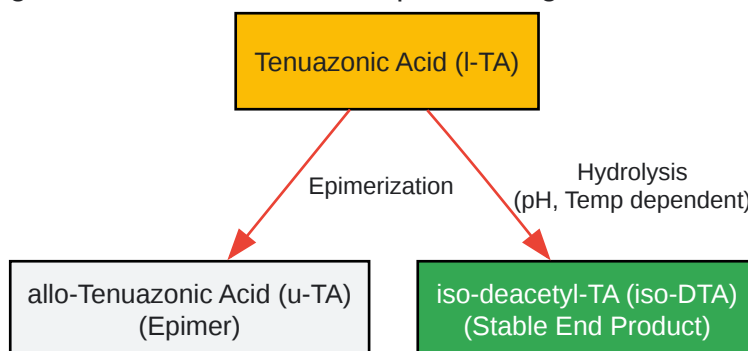 Tenuazonic Acid (l-TA)
Epimerization
Hydrolysis
(pH, Temp dependent)
allo-Tenuazonic Acid (u-TA)
(Epimer)
iso-deacetyl-TA (iso-DTA)
(Stable End Product)